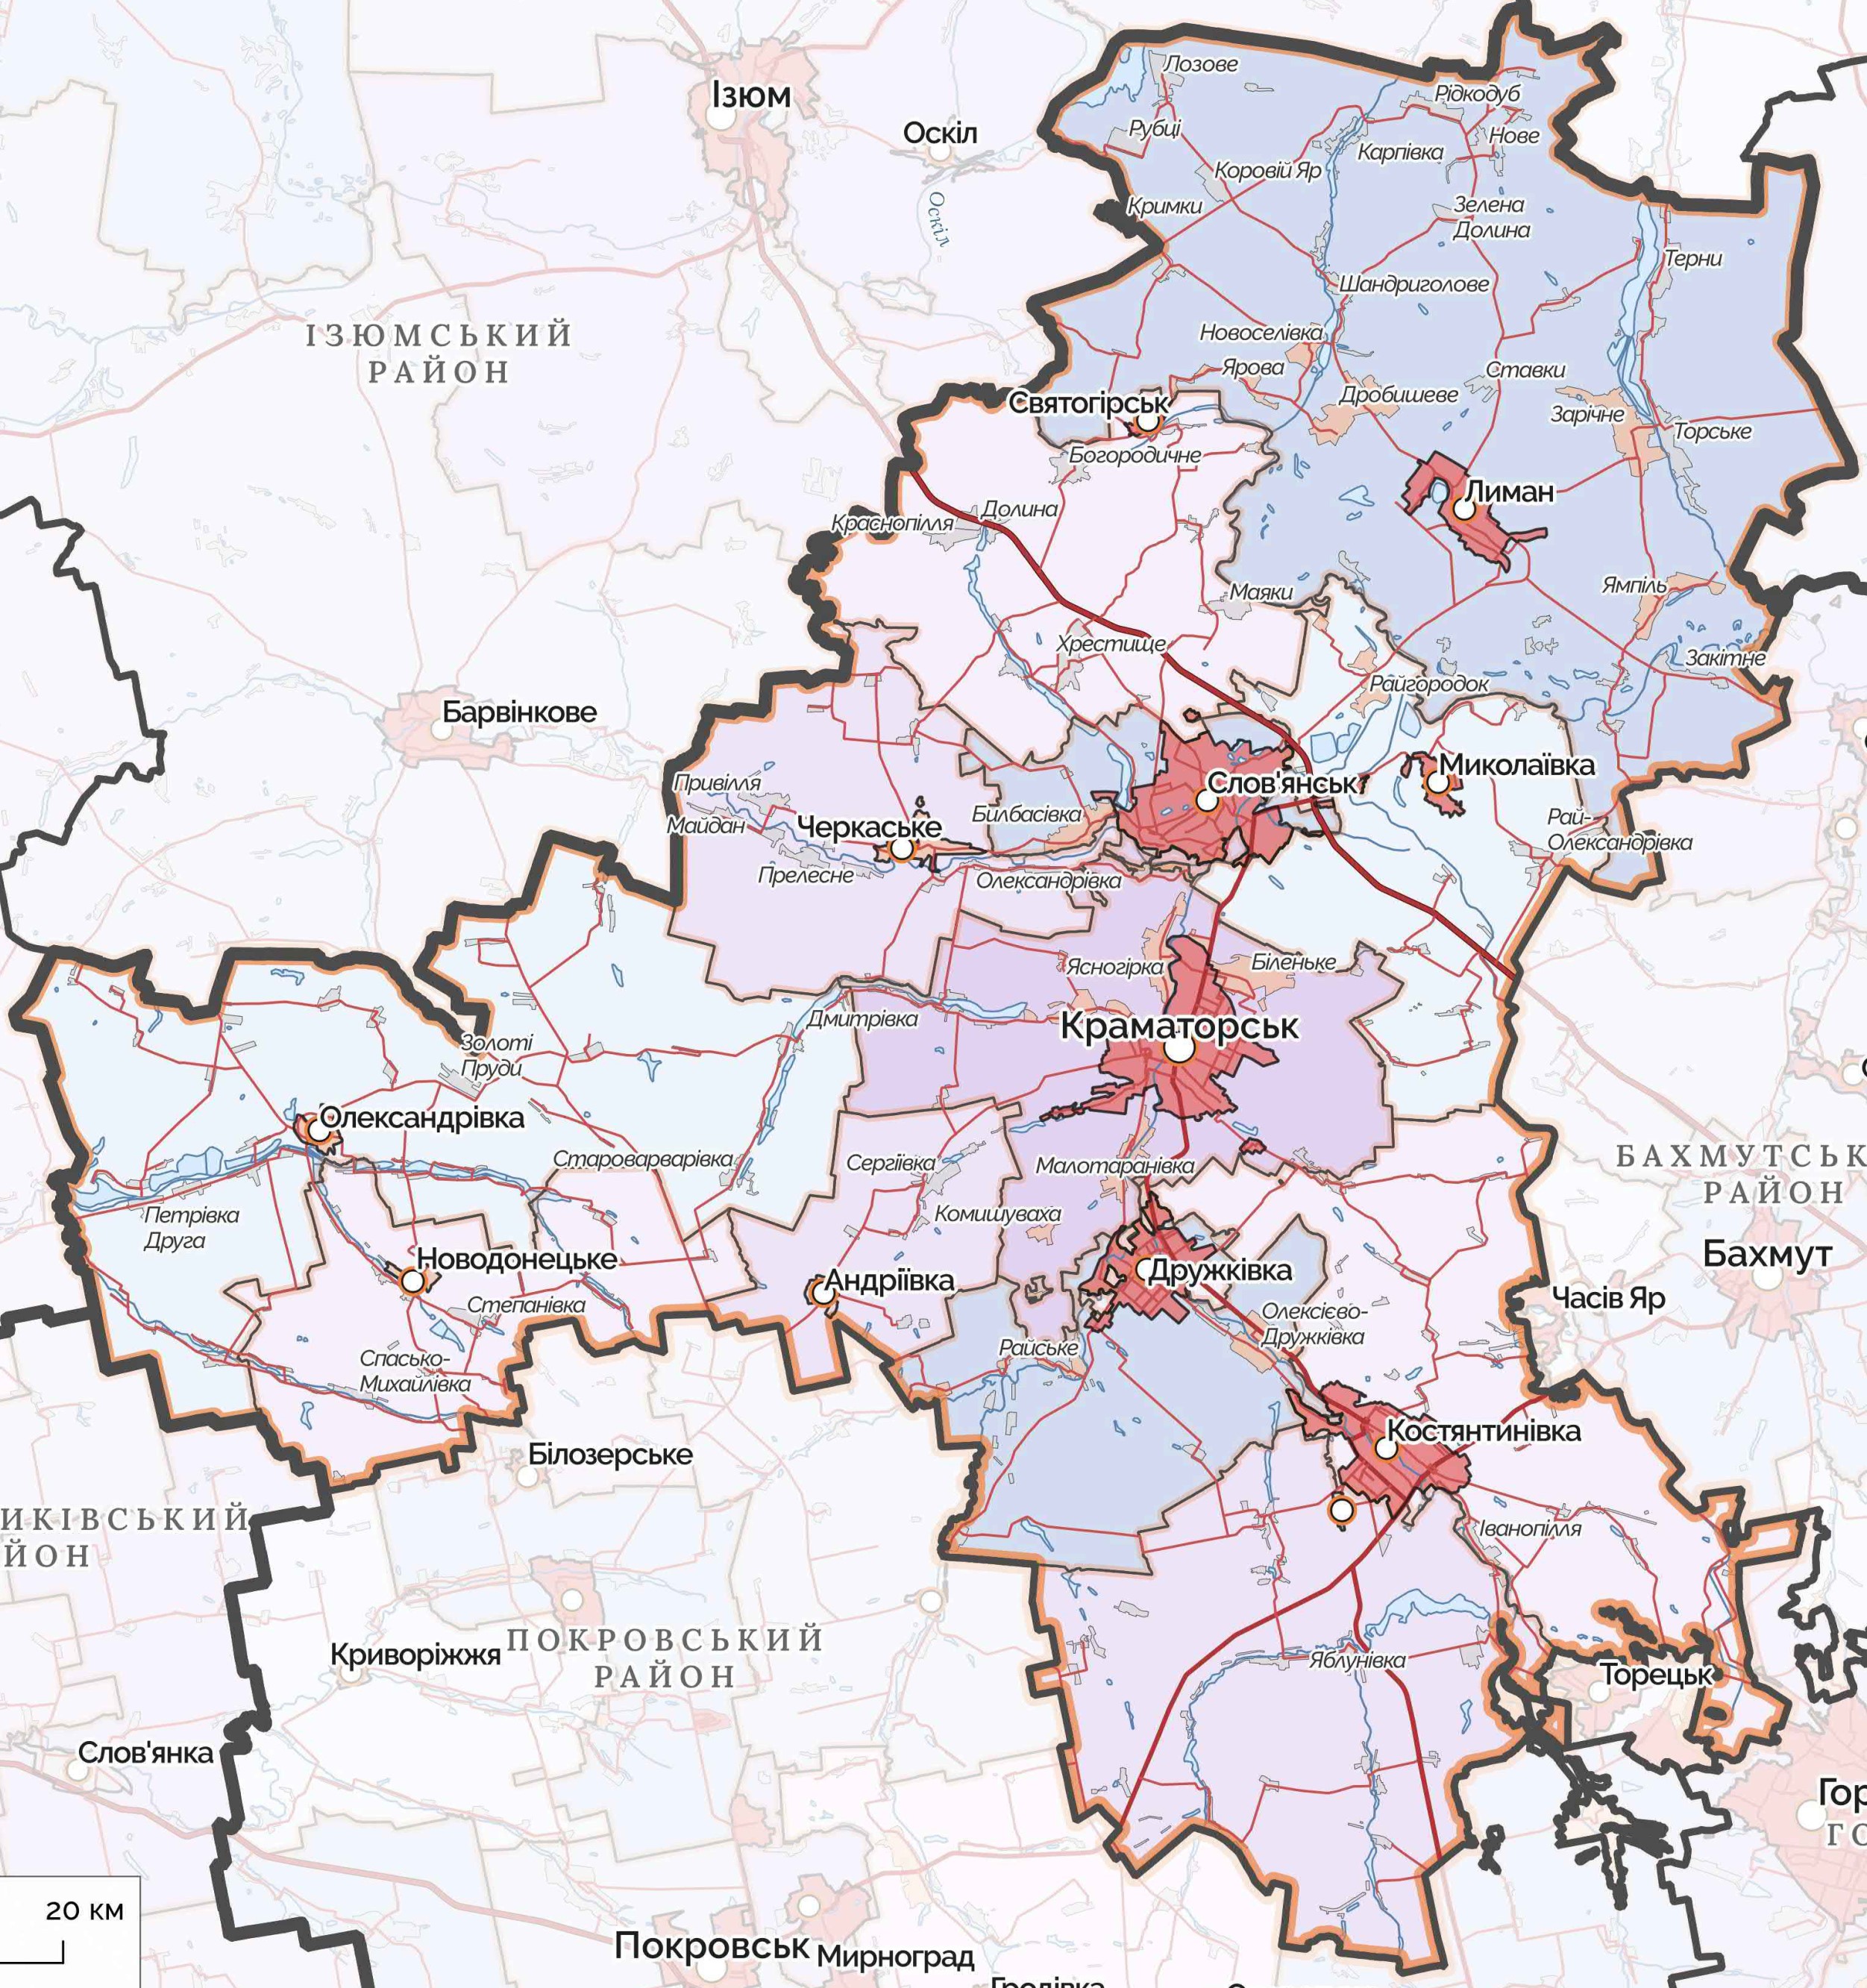 Лозове
Рідкодуб
Ізюм
Рубці
Нове
Оскіл
Карпівка
Коровій Яр
Кримки
Зелена
Долина
Оскіл
Терни
Шандриголове
ІЗЮМСЬКИЙ
РАЙОН
Новоселівка
Ярова
Ставки
Дробишеве
Святогірськ
Зарічне
Торське
Богородичне
Лиман
Долина
Краснопілля
Ямпіль
Маяки
Хрестище
Закітне
Райгородок
Барвінкове
Миколаївка
Привілля
Слов'янськ
Билбасівка
Рай-
Олександрівка
Майдан
Черкаське
Прелесне
Олександрівка
Ясногірка
Біленьке
Дмитрівка
Краматорськ
Золоті
Пруди
Олександрівка
Староварварівка
Сергіївка
Малотаранівка
БАХМУТСЬК
РАЙОН
Петрівка
Друга
Комишуваха
Бахмут
Новодонецьке
Андріївка
Дружківка
Степанівка
Часів Яр
Олексієво-
Дружківка
Райське
Спасько-
Михайлівка
Костянтинівка
Білозерське
ИКІВСЬКИЙ
ЙОН
Іванопілля
Криворіжжя
ПОКРОВСЬКИЙ
РАЙОН
Яблунівка
Торецьк
Слов'янка
Гор
ГО
20 км
Покровськ
Мирноград